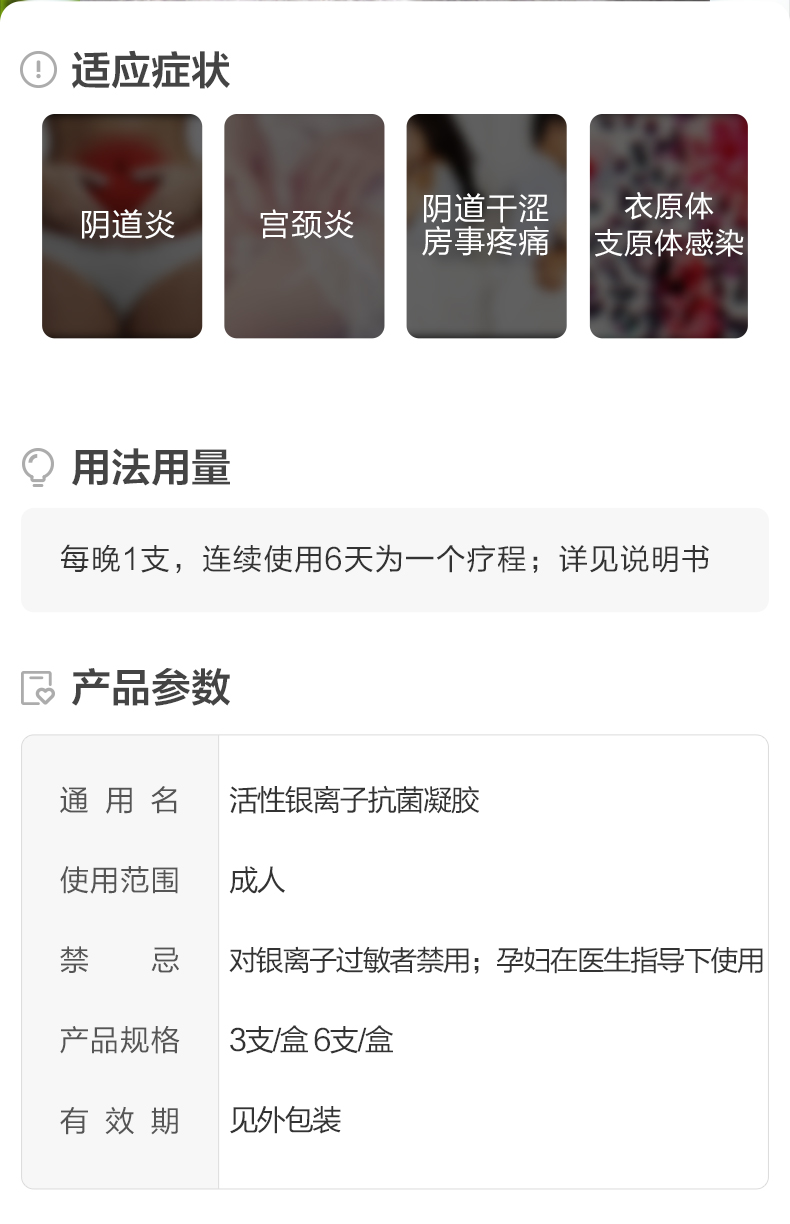 适应症状
阴道炎
宫颈炎
阴道干涩
房事疼痛
衣原体
支原体感染
用法用量
每晚1支，连续使用6天为一个疗程；详见说明书
产品参数
通用名 活性银离子抗菌凝胶
使用范围 成人
禁忌 对银离子过敏者禁用；孕妇在医生指导下使用
产品规格 3支/盒 6支/盒
有效期 见外包装